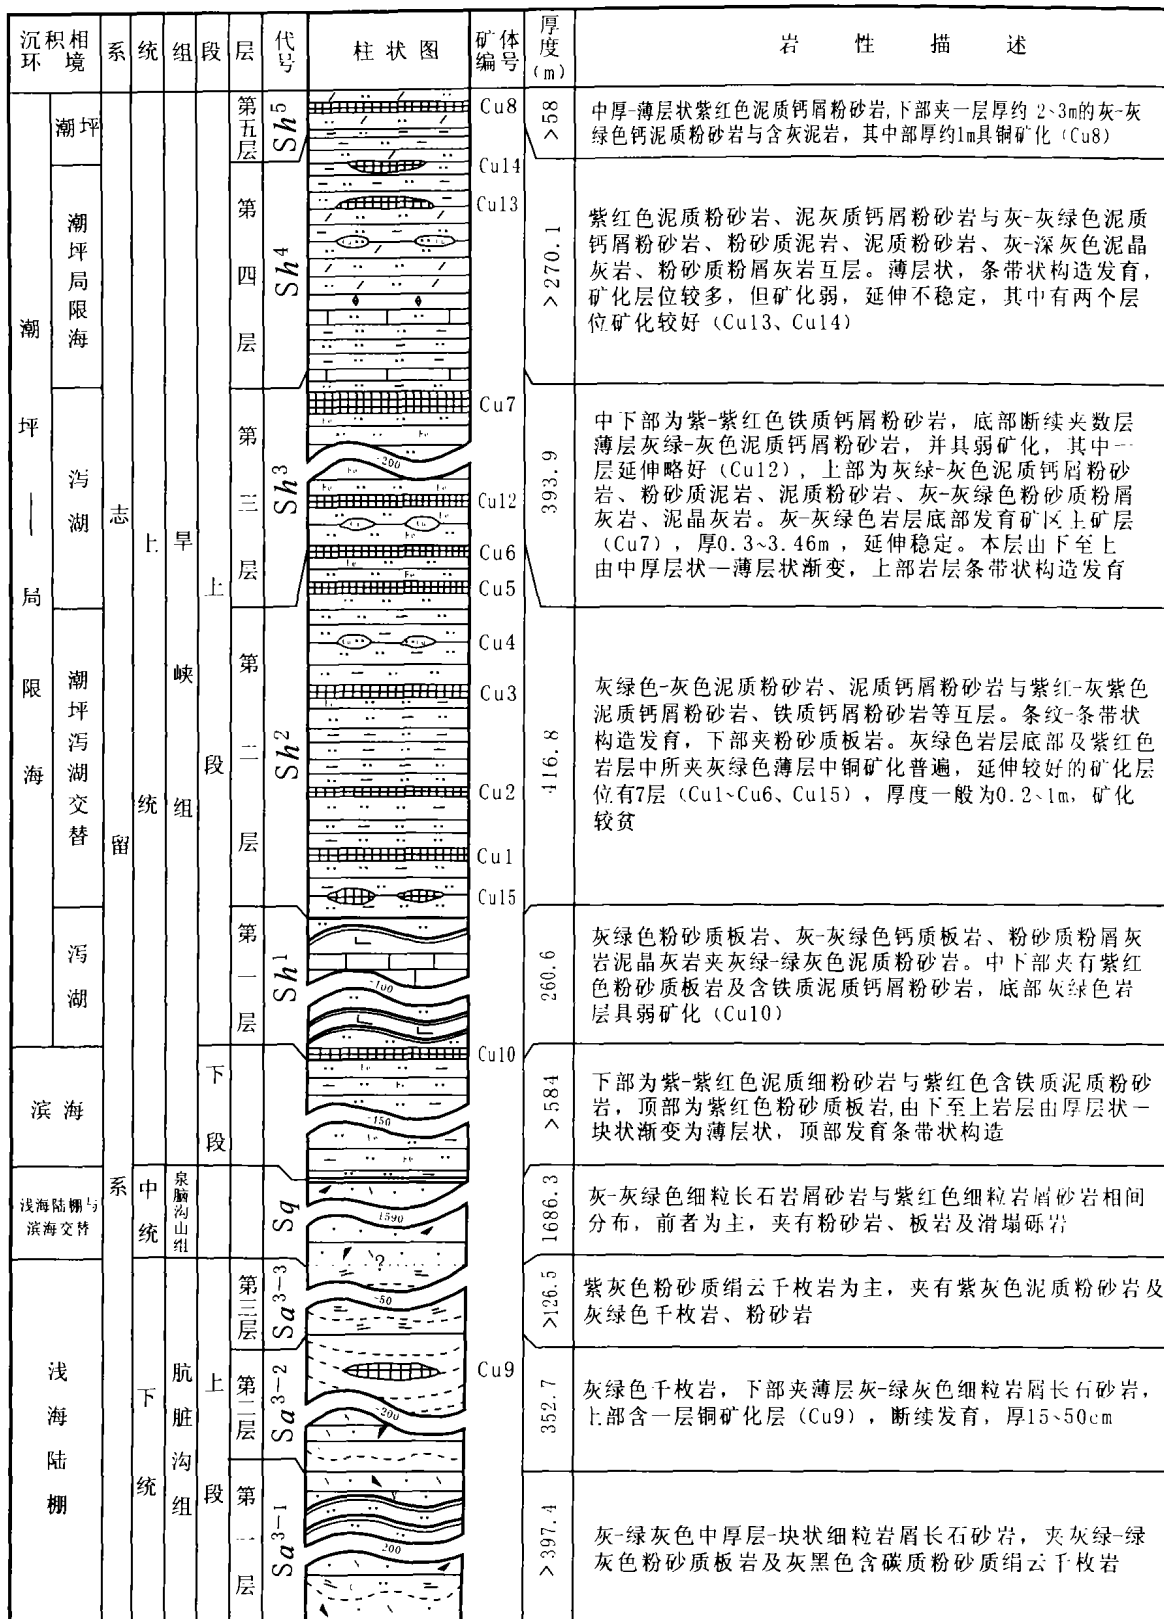 沉积相
环境
系
统
组
段
层
代号
柱状图
矿体
编号
厚度
(m)
岩性描述
潮坪—局限海
志留系
上统
旱峡组
上段
潮坪
第五层
Sh5
Cu8
>58
中厚-薄层状紫红色泥质钙屑粉砂岩,下部夹一层厚约 2~3m的灰-灰
绿色钙泥质粉砂岩与含灰泥岩, 其中部厚约1m具铜矿化 (Cu8)
潮坪局限海
第四层
Sh4
Cu14
Cu13
>270.1
紫红色泥质粉砂岩、泥灰质钙屑粉砂岩与灰-灰绿色泥质
钙屑粉砂岩、粉砂质泥岩、泥质粉砂岩、灰-深灰色泥晶
灰岩、粉砂质粉屑灰岩互层。薄层状, 条带状构造发育,
矿化层位较多, 但矿化弱, 延伸不稳定, 其中有两个层
位矿化较好 (Cu13、Cu14)
泻湖
第三层
Sh3
Cu7
~200
Cu12
Cu6
Cu5
393.9
中下部为紫-紫红色铁质钙屑粉砂岩, 底部断续夹数层
薄层灰绿-灰色泥质钙屑粉砂岩, 并具弱矿化, 其中一
层延伸略好 (Cu12), 上部为灰绿-灰色泥质钙屑粉砂
岩、粉砂质泥岩、泥质粉砂岩、灰-灰绿色粉砂质粉屑
灰岩、泥晶灰岩。灰-灰绿色岩层底部发育矿区主矿层
(Cu7), 厚0.3~3.46m, 延伸稳定。本层由下至上
由中厚层状—薄层状渐变, 上部岩层条带状构造发育
潮坪泻湖交替
第二层
Sh2
Cu4
Cu3
Cu2
Cu1
Cu15
416.8
灰绿色-灰色泥质粉砂岩、泥质钙屑粉砂岩与紫红-灰紫色
泥质钙屑粉砂岩、铁质钙屑粉砂岩等互层。条纹-条带状
构造发育, 下部夹粉砂质板岩。灰绿色岩层底部及紫红色
岩层中所夹灰绿色薄层中铜矿化普遍, 延伸较好的矿化层
位有7层 (Cu1~Cu6、Cu15), 厚度一般为0.2~1m, 矿化
较贫
泻湖
第一层
Sh1
~100
260.6
灰绿色粉砂质板岩、灰-灰绿色钙质板岩、粉砂质粉屑灰
岩泥晶灰岩夹灰绿-绿灰色泥质粉砂岩。中下部夹有紫红
色粉砂质板岩及含铁质泥质钙屑粉砂岩, 底部灰绿色岩
层具弱矿化 (Cu10)
滨海
下段
Cu10
~150
>584
下部为紫-紫红色泥质细粉砂岩与紫红色含铁质泥质粉砂
岩, 顶部为紫红色粉砂质板岩,由下至上岩层由厚层状—
块状渐变为薄层状, 顶部发育条带状构造
浅海陆棚与
滨海交替
中统
泉脑沟山组
Sq
1590
?
1686.3
灰-灰绿色细粒长石岩屑砂岩与紫红色细粒岩屑砂岩相间
分布, 前者为主, 夹有粉砂岩、板岩及滑塌砾岩
浅海陆棚
下统
肮脏沟组
上段
第三层
Sa3-3
~50
>126.5
紫灰色粉砂质绢云千枚岩为主, 夹有紫灰色泥质粉砂岩及
灰绿色千枚岩、粉砂岩
第二层
Sa3-2
Cu9
~200
352.7
灰绿色千枚岩, 下部夹薄层灰-绿灰色细粒岩屑长石砂岩,
上部含一层铜矿化层 (Cu9), 断续发育, 厚15~50cm
第一层
Sa3-1
200
>397.4
灰-绿灰色中厚层-块状细粒岩屑长石砂岩, 夹灰绿-绿
灰色粉砂质板岩及灰黑色含碳质粉砂质绢云千枚岩